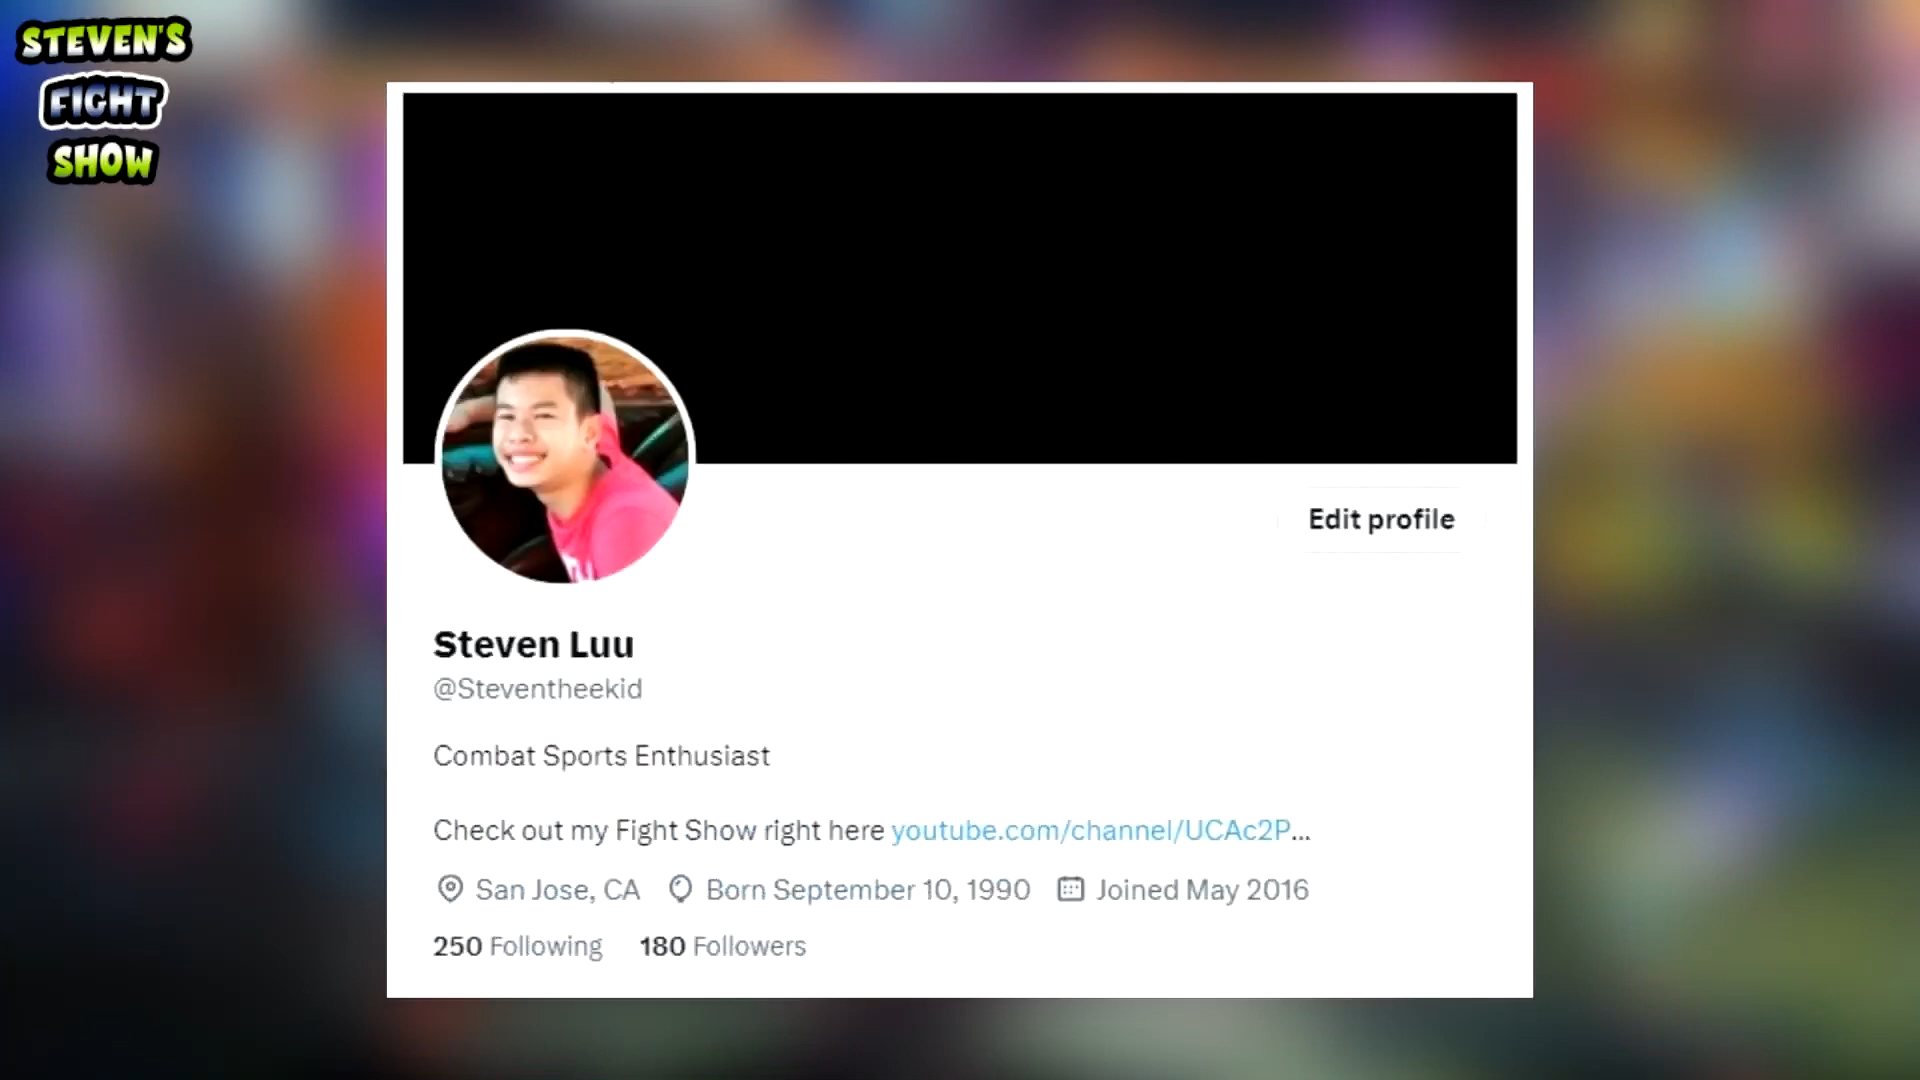 STEVEN'S
FIGHT
SHOW
Edit profile
Steven Luu
@Steventheekid
Combat Sports Enthusiast
Check out my Fight Show right here youtube.com/channel/UCAc2P...
San Jose, CA Born September 10, 1990 Joined May 2016
250 Following 180 Followers